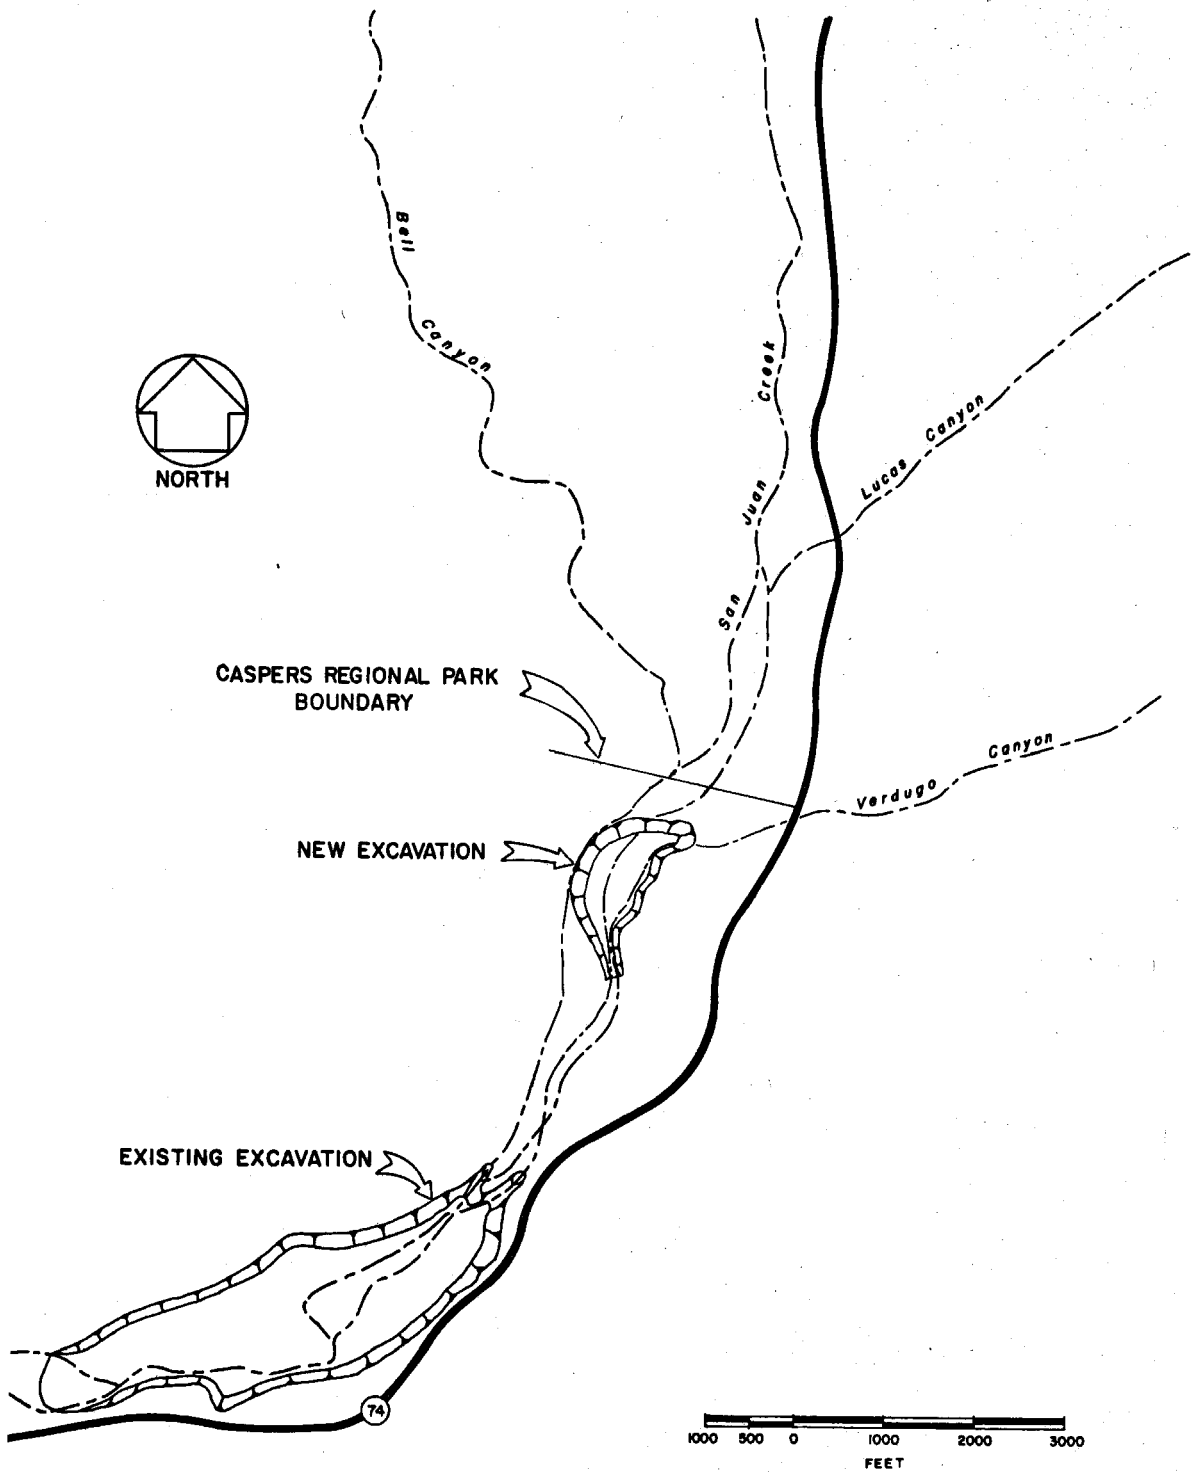 Bell
Canyon
Creek
Canyon
NORTH
Lucas
Juan
San
CASPERS REGIONAL PARK
BOUNDARY
Canyon
Verdugo
NEW EXCAVATION
EXISTING EXCAVATION
74
1000 500 0 1000 2000 3000
FEET